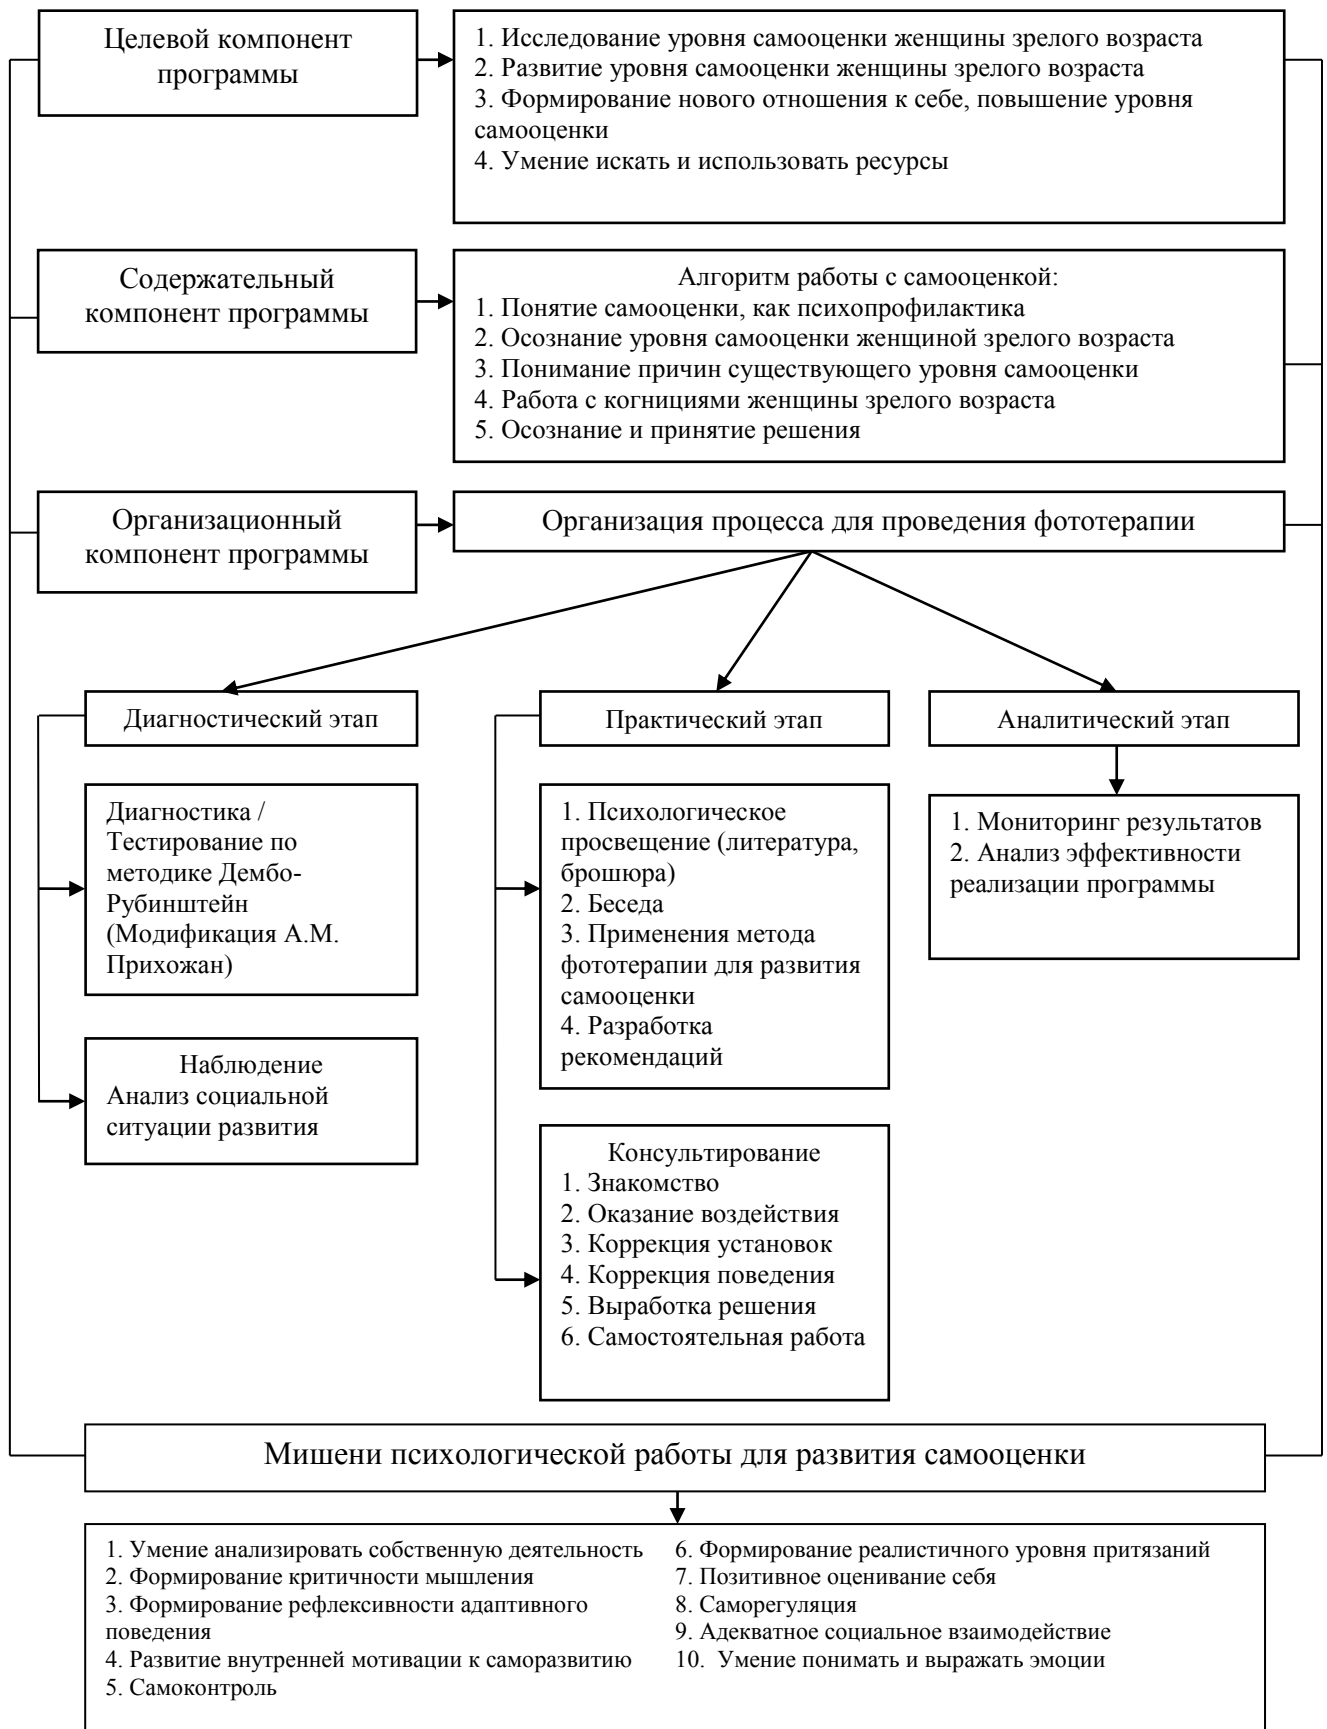 Целевой компонент
программы
1. Исследование уровня самооценки женщины зрелого возраста
2. Развитие уровня самооценки женщины зрелого возраста
3. Формирование нового отношения к себе, повышение уровня
самооценки
4. Умение искать и использовать ресурсы
Содержательный
компонент программы
Алгоритм работы с самооценкой:
1. Понятие самооценки, как психопрофилактика
2. Осознание уровня самооценки женщиной зрелого возраста
3. Понимание причин существующего уровня самооценки
4. Работа с когнициями женщины зрелого возраста
5. Осознание и принятие решения
Организационный
компонент программы
Организация процесса для проведения фототерапии
Диагностический этап
Практический этап
Аналитический этап
Диагностика /
Тестирование по
методике Дембо-
Рубинштейн
(Модификация А.М.
Прихожан)
Наблюдение
Анализ социальной
ситуации развития
1. Психологическое
просвещение (литература,
брошюра)
2. Беседа
3. Применения метода
фототерапии для развития
самооценки
4. Разработка
рекомендаций
Консультирование
1. Знакомство
2. Оказание воздействия
3. Коррекция установок
4. Коррекция поведения
5. Выработка решения
6. Самостоятельная работа
1. Мониторинг результатов
2. Анализ эффективности
реализации программы
Мишени психологической работы для развития самооценки
1. Умение анализировать собственную деятельность
2. Формирование критичности мышления
3. Формирование рефлексивности адаптивного
поведения
4. Развитие внутренней мотивации к саморазвитию
5. Самоконтроль
6. Формирование реалистичного уровня притязаний
7. Позитивное оценивание себя
8. Саморегуляция
9. Адекватное социальное взаимодействие
10. Умение понимать и выражать эмоции